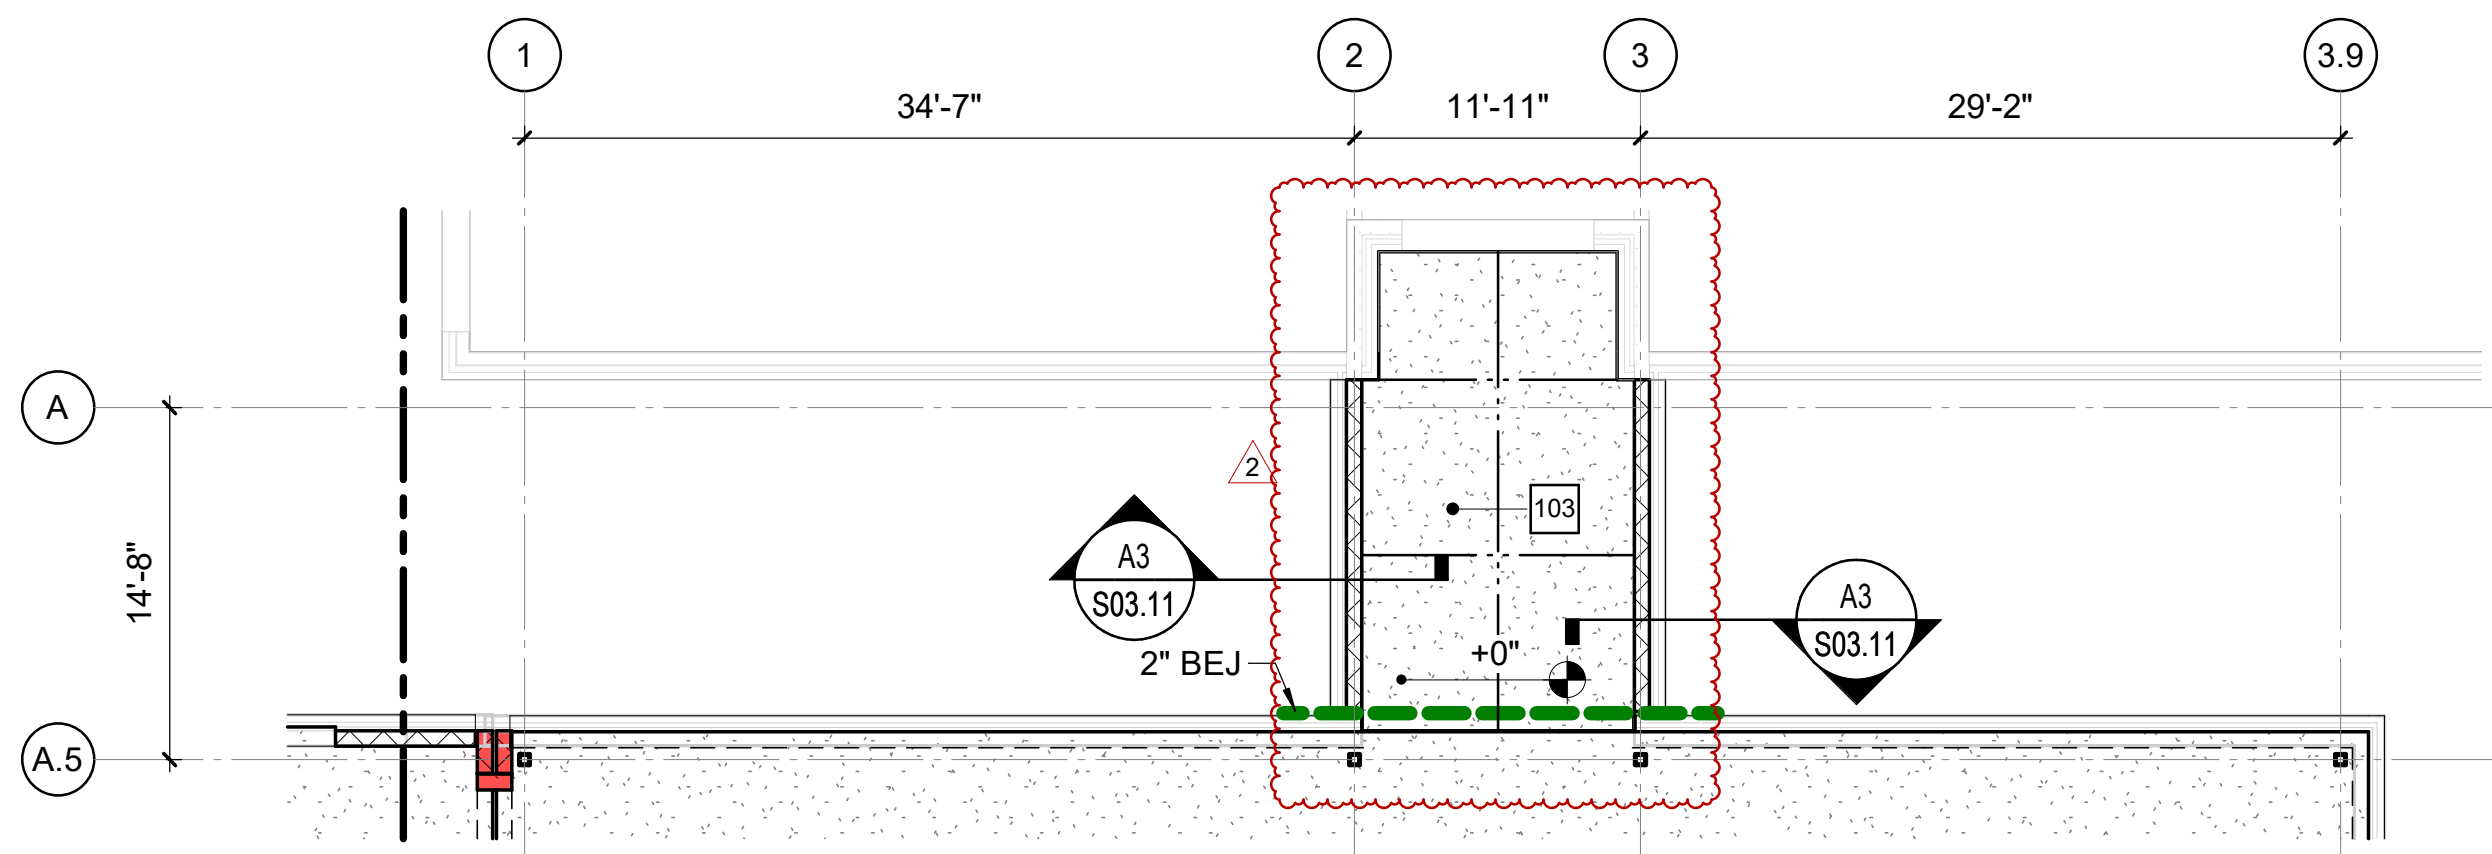 1
2
3
3.9
34'-7"
11'-11"
29'-2"
A
2
103
A3
S03.11
14'-8"
A3
S03.11
+0"
2" BEJ
A.5